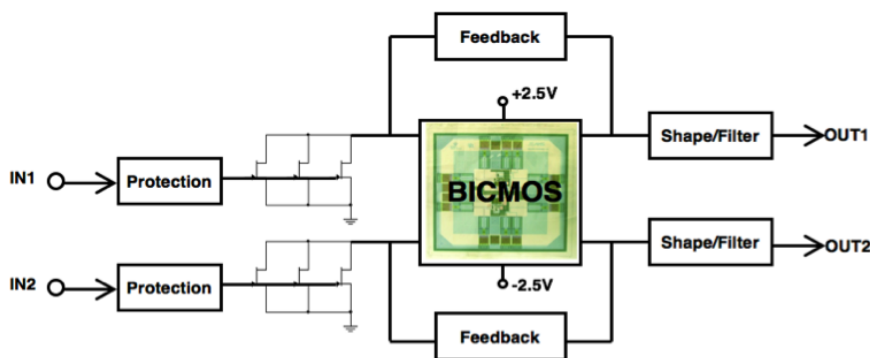 Feedback
+2.5V
IN1
Protection
BICMOS
Shape/Filter
OUT1
IN2
Protection
Shape/Filter
OUT2
-2.5V
Feedback